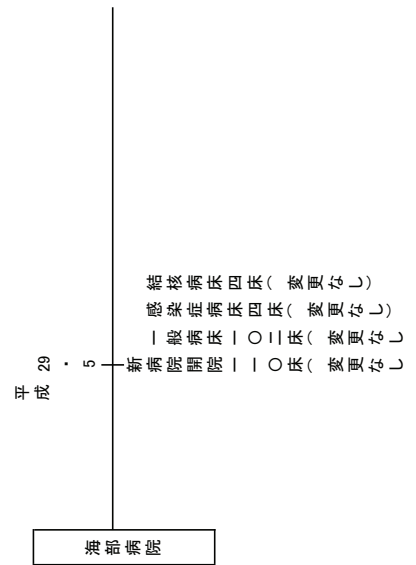 海部病院
平成
29
・
5
新病院開院一一〇床(変更なし
一般病床一〇二床(変更なし
感染症病床四床(変更なし)
結核病床四床(変更なし)